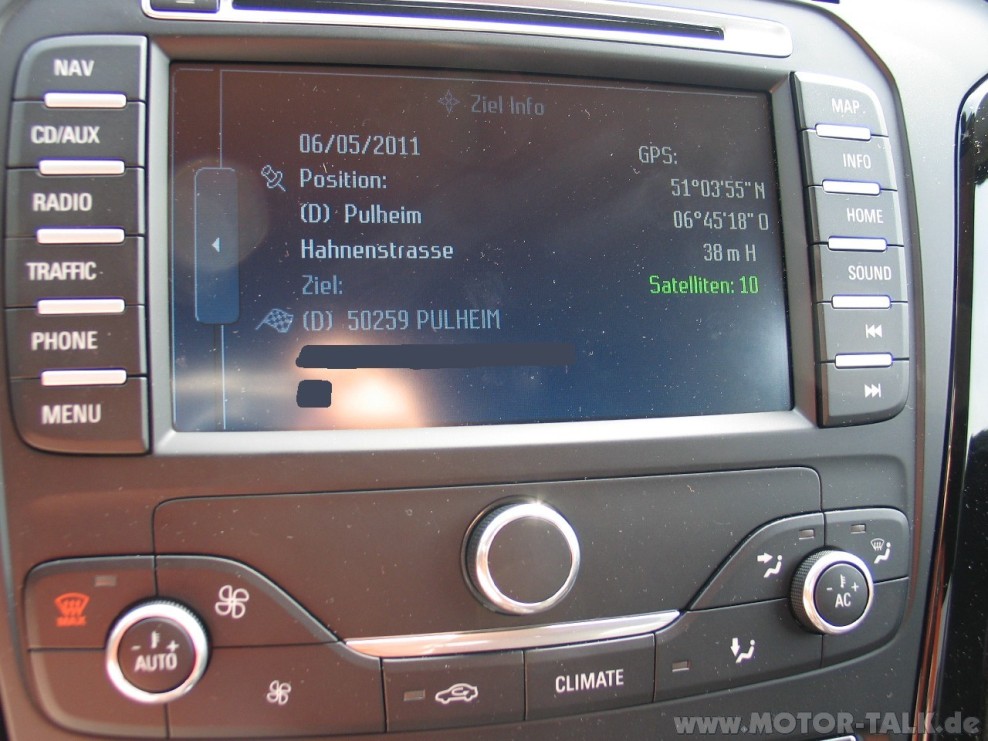 NAV
CD/AUX
RADIO
TRAFFIC
PHONE
MENU
Ziel Info
06/05/2011
Position:
(D) Pulheim
Hahnenstrasse
Ziel:
(D) 50259 PULHEIM
GPS:
51°03'55" N
06°45'18" O
38 m H
Satelliten: 10
MAP
INFO
HOME
SOUND
MAX
- +
AUTO
CLIMATE
- +
AC
www.MOTOR-TALK.de